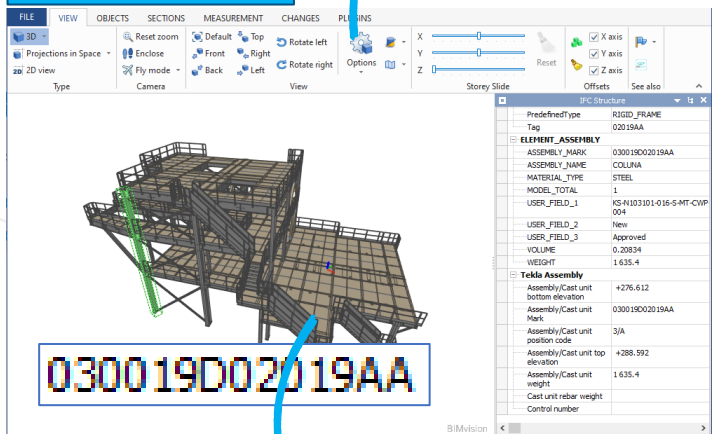 FILE VIEW OBJECTS SECTIONS MEASUREMENT CHANGES PLUGINS
3D
Projections in Space
2D 2D view
Type
Reset zoom
Enclose
Fly mode
Camera
Default Top
Front Right
Back Left
Rotate left
Rotate right
View
Options
X
Y
Z
Storey Slide
Reset
X axis
Y axis
Z axis
Offsets
See also
IFC Structure
PredefinedType RIGID_FRAME
Tag 02019AA
ELEMENT_ASSEMBLY
ASSEMBLY_MARK 030019D02019AA
ASSEMBLY_NAME COLUNA
MATERIAL_TYPE STEEL
MODEL_TOTAL 1
USER_FIELD_1 KS-N103101-016-S-MT-CWP-
004
USER_FIELD_2 New
USER_FIELD_3 Approved
VOLUME 0.20834
WEIGHT 1 635.4
Tekla Assembly
Assembly/Cast unit +276.612
bottom elevation
Assembly/Cast unit 030019D02019AA
Mark
Assembly/Cast unit 3/A
position code
Assembly/Cast unit top +288.592
elevation
Assembly/Cast unit 1 635.4
weight
Cast unit rebar weight
Control number
030019D02019AA
BIMvision